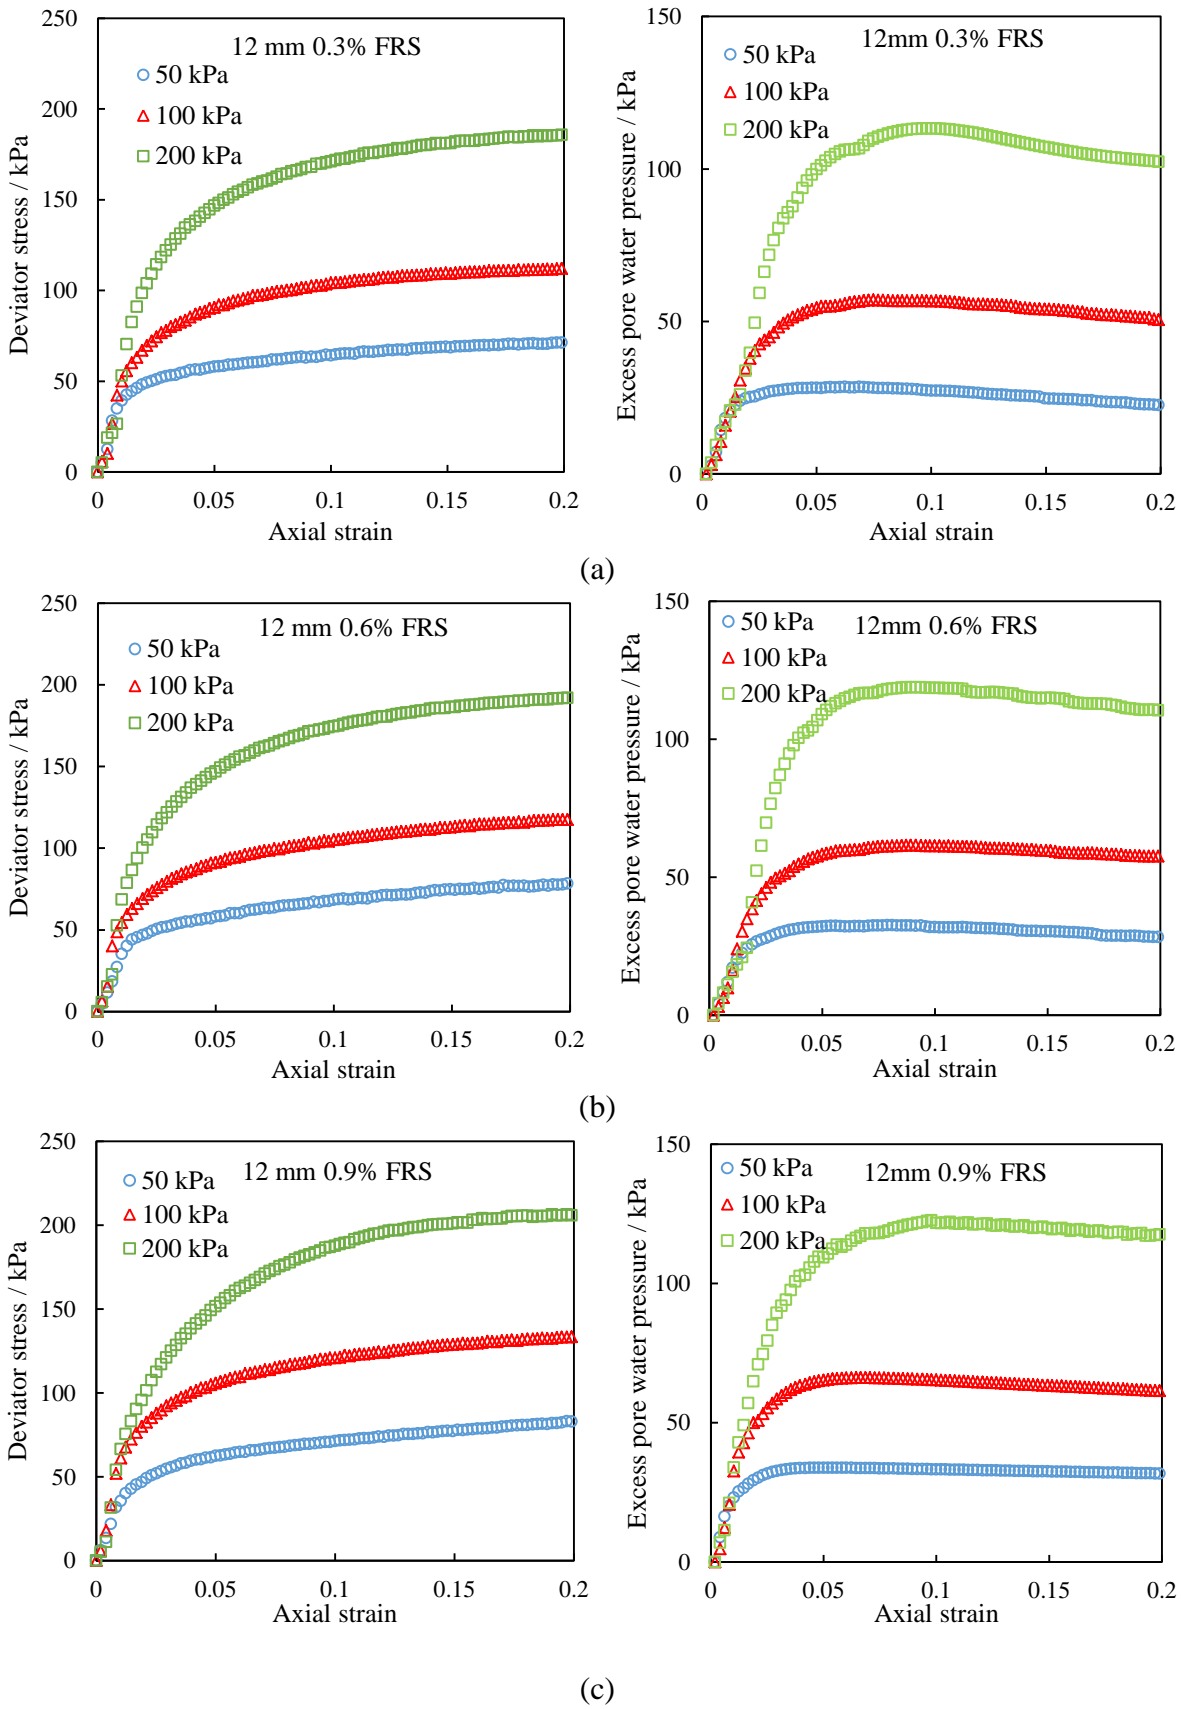 12 mm 0.3% FRS
50 kPa
100 kPa
200 kPa
Deviator stress / kPa
250
200
150
100
50
0
0 0.05 0.1 0.15 0.2
Axial strain
12mm 0.3% FRS
50 kPa
100 kPa
200 kPa
Excess pore water pressure / kPa
150
100
50
0
0 0.05 0.1 0.15 0.2
Axial strain
(a)
12 mm 0.6% FRS
50 kPa
100 kPa
200 kPa
Deviator stress / kPa
250
200
150
100
50
0
0 0.05 0.1 0.15 0.2
Axial strain
12mm 0.6% FRS
50 kPa
100 kPa
200 kPa
Excess pore water pressure / kPa
150
100
50
0
0 0.05 0.1 0.15 0.2
Axial strain
(b)
12 mm 0.9% FRS
50 kPa
100 kPa
200 kPa
Deviator stress / kPa
250
200
150
100
50
0
0 0.05 0.1 0.15 0.2
Axial strain
12mm 0.9% FRS
50 kPa
100 kPa
200 kPa
Excess pore water pressure / kPa
150
100
50
0
0 0.05 0.1 0.15 0.2
Axial strain
(c)